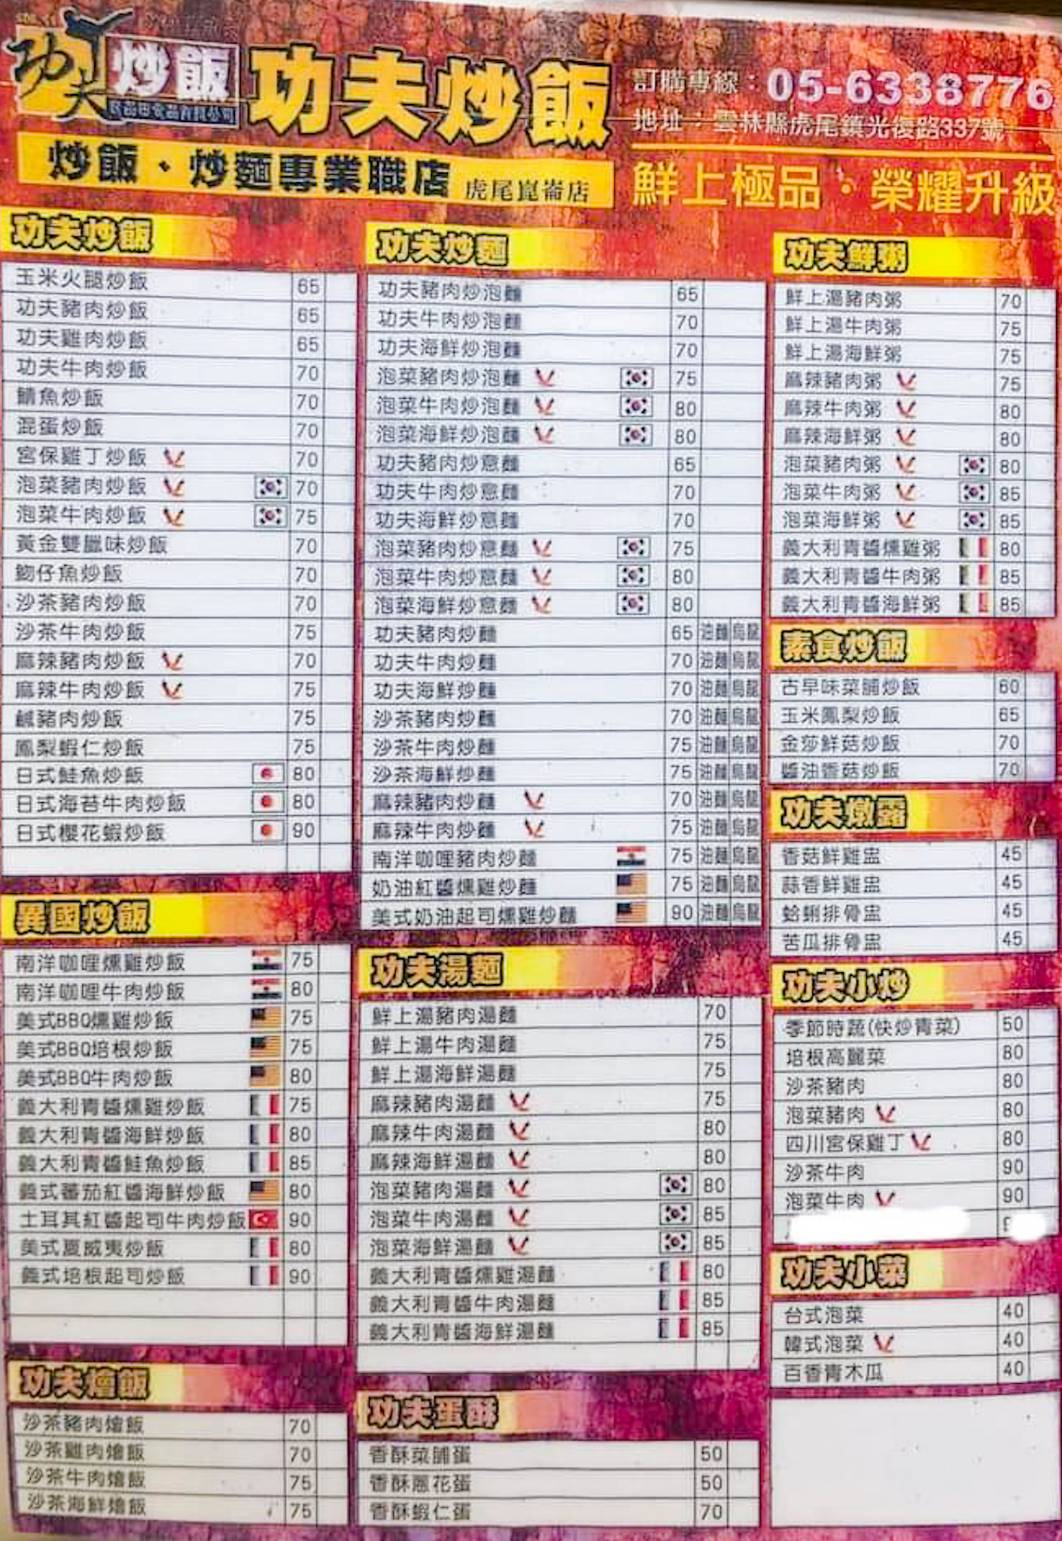 功夫
炒飯
功夫炒飯
訂購專線：05-6338776
地址：雲林縣虎尾鎮光復路337號
炒飯・炒麵專業職店 虎尾崑崙店
鮮上極品・榮耀升級
功夫炒飯
玉米火腿炒飯 65
功夫豬肉炒飯 65
功夫雞肉炒飯 65
功夫牛肉炒飯 70
鯖魚炒飯 70
混蛋炒飯 70
宮保雞丁炒飯 70
泡菜豬肉炒飯 70
泡菜牛肉炒飯 75
黃金雙臘味炒飯 70
魩仔魚炒飯 70
沙茶豬肉炒飯 70
沙茶牛肉炒飯 75
麻辣豬肉炒飯 70
麻辣牛肉炒飯 75
鹹豬肉炒飯 75
鳳梨蝦仁炒飯 75
日式鮭魚炒飯 80
日式海苔牛肉炒飯 80
日式櫻花蝦炒飯 90
異國炒飯
南洋咖哩燻雞炒飯 75
南洋咖哩牛肉炒飯 80
美式BBQ燻雞炒飯 75
美式BBQ培根炒飯 75
美式BBQ牛肉炒飯 80
義大利青醬燻雞炒飯 75
義大利青醬海鮮炒飯 80
義大利青醬鮭魚炒飯 85
義式蕃茄紅醬海鮮炒飯 80
土耳其紅醬起司牛肉炒飯 90
美式夏威夷炒飯 80
義式培根起司炒飯 90
功夫燴飯
沙茶豬肉燴飯 70
沙茶雞肉燴飯 70
沙茶牛肉燴飯 75
沙茶海鮮燴飯 75
功夫炒麵
功夫豬肉炒泡麵 65
功夫牛肉炒泡麵 70
功夫海鮮炒泡麵 70
泡菜豬肉炒泡麵 75
泡菜牛肉炒泡麵 80
泡菜海鮮炒泡麵 80
功夫豬肉炒意麵 65
功夫牛肉炒意麵 70
功夫海鮮炒意麵 70
泡菜豬肉炒意麵 75
泡菜牛肉炒意麵 80
泡菜海鮮炒意麵 80
功夫豬肉炒麵 65 油麵 烏龍
功夫牛肉炒麵 70 油麵 烏龍
功夫海鮮炒麵 70 油麵 烏龍
沙茶豬肉炒麵 70 油麵 烏龍
沙茶牛肉炒麵 75 油麵 烏龍
沙茶海鮮炒麵 75 油麵 烏龍
麻辣豬肉炒麵 70 油麵 烏龍
麻辣牛肉炒麵 75 油麵 烏龍
南洋咖哩豬肉炒麵 75 油麵 烏龍
奶油紅醬燻雞炒麵 75 油麵 烏龍
美式奶油起司燻雞炒麵 90 油麵 烏龍
功夫湯麵
鮮上湯豬肉湯麵 70
鮮上湯牛肉湯麵 75
鮮上湯海鮮湯麵 75
麻辣豬肉湯麵 75
麻辣牛肉湯麵 80
麻辣海鮮湯麵 80
泡菜豬肉湯麵 80
泡菜牛肉湯麵 85
泡菜海鮮湯麵 85
義大利青醬燻雞湯麵 80
義大利青醬牛肉湯麵 85
義大利青醬海鮮湯麵 85
功夫蛋酥
香酥菜脯蛋 50
香酥蔥花蛋 50
香酥蝦仁蛋 70
功夫鮮粥
鮮上湯豬肉粥 70
鮮上湯牛肉粥 75
鮮上湯海鮮粥 75
麻辣豬肉粥 75
麻辣牛肉粥 80
麻辣海鮮粥 80
泡菜豬肉粥 80
泡菜牛肉粥 85
泡菜海鮮粥 85
義大利青醬燻雞粥 80
義大利青醬牛肉粥 85
義大利青醬海鮮粥 85
素食炒飯
古早味菜脯炒飯 60
玉米鳳梨炒飯 65
金莎鮮菇炒飯 70
醬油香菇炒飯 70
功夫燉露
香菇鮮雞盅 45
蒜香鮮雞盅 45
蛤蜊排骨盅 45
苦瓜排骨盅 45
功夫小炒
季節時蔬(快炒青菜) 50
培根高麗菜 80
沙茶豬肉 80
泡菜豬肉 80
四川宮保雞丁 80
沙茶牛肉 90
泡菜牛肉 90
功夫小菜
台式泡菜 40
韓式泡菜 40
百香青木瓜 40